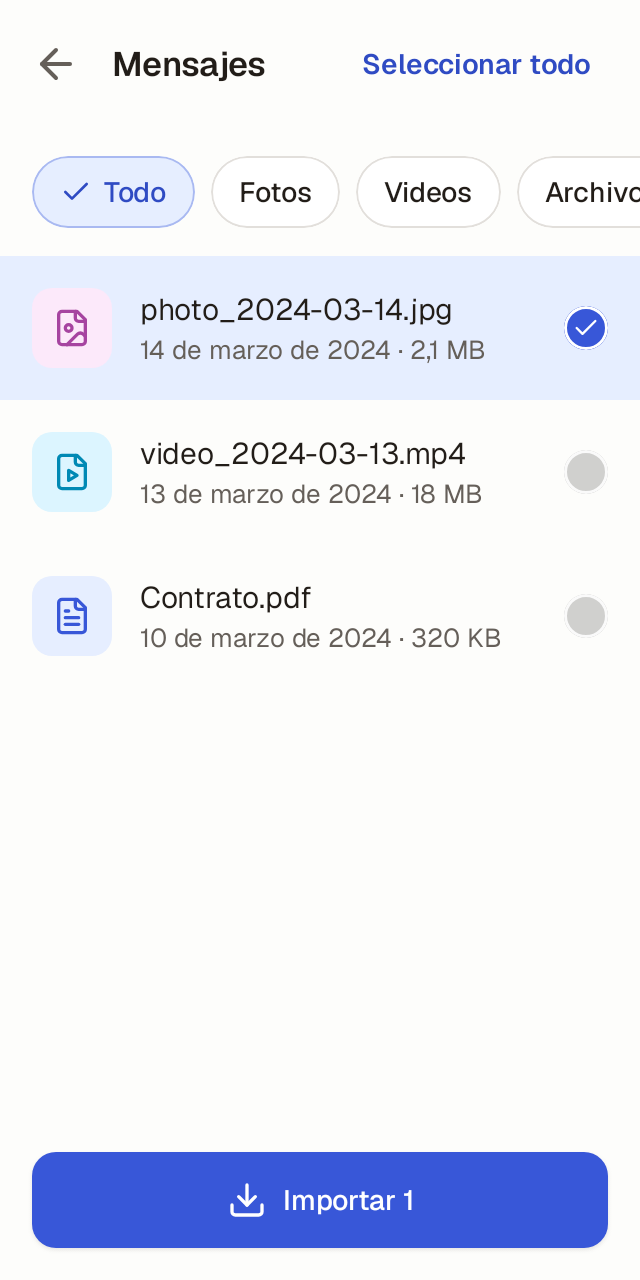 Mensajes
Seleccionar todo
Todo
Fotos
Videos
photo_2024-03-14.jpg
14 de marzo de 2024 · 2,1 MB
video_2024-03-13.mp4
13 de marzo de 2024 · 18 MB
Contrato.pdf
10 de marzo de 2024 · 320 KB
Importar 1